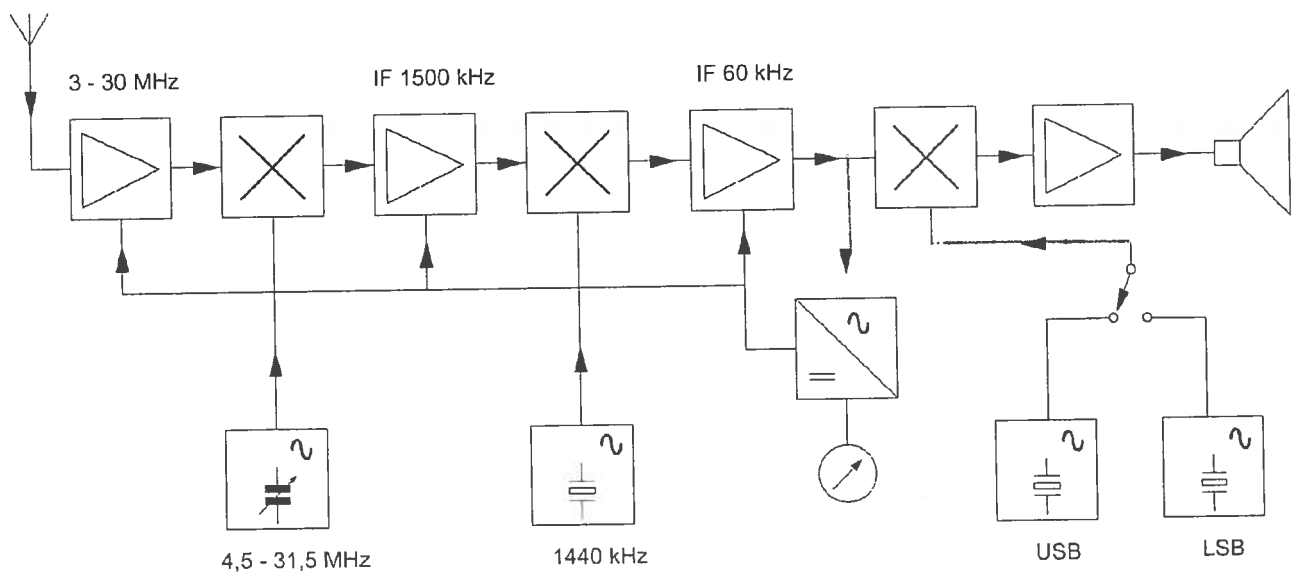 3 - 30 MHz
IF 1500 kHz
IF 60 kHz
4,5 - 31,5 MHz
1440 kHz
USB
LSB